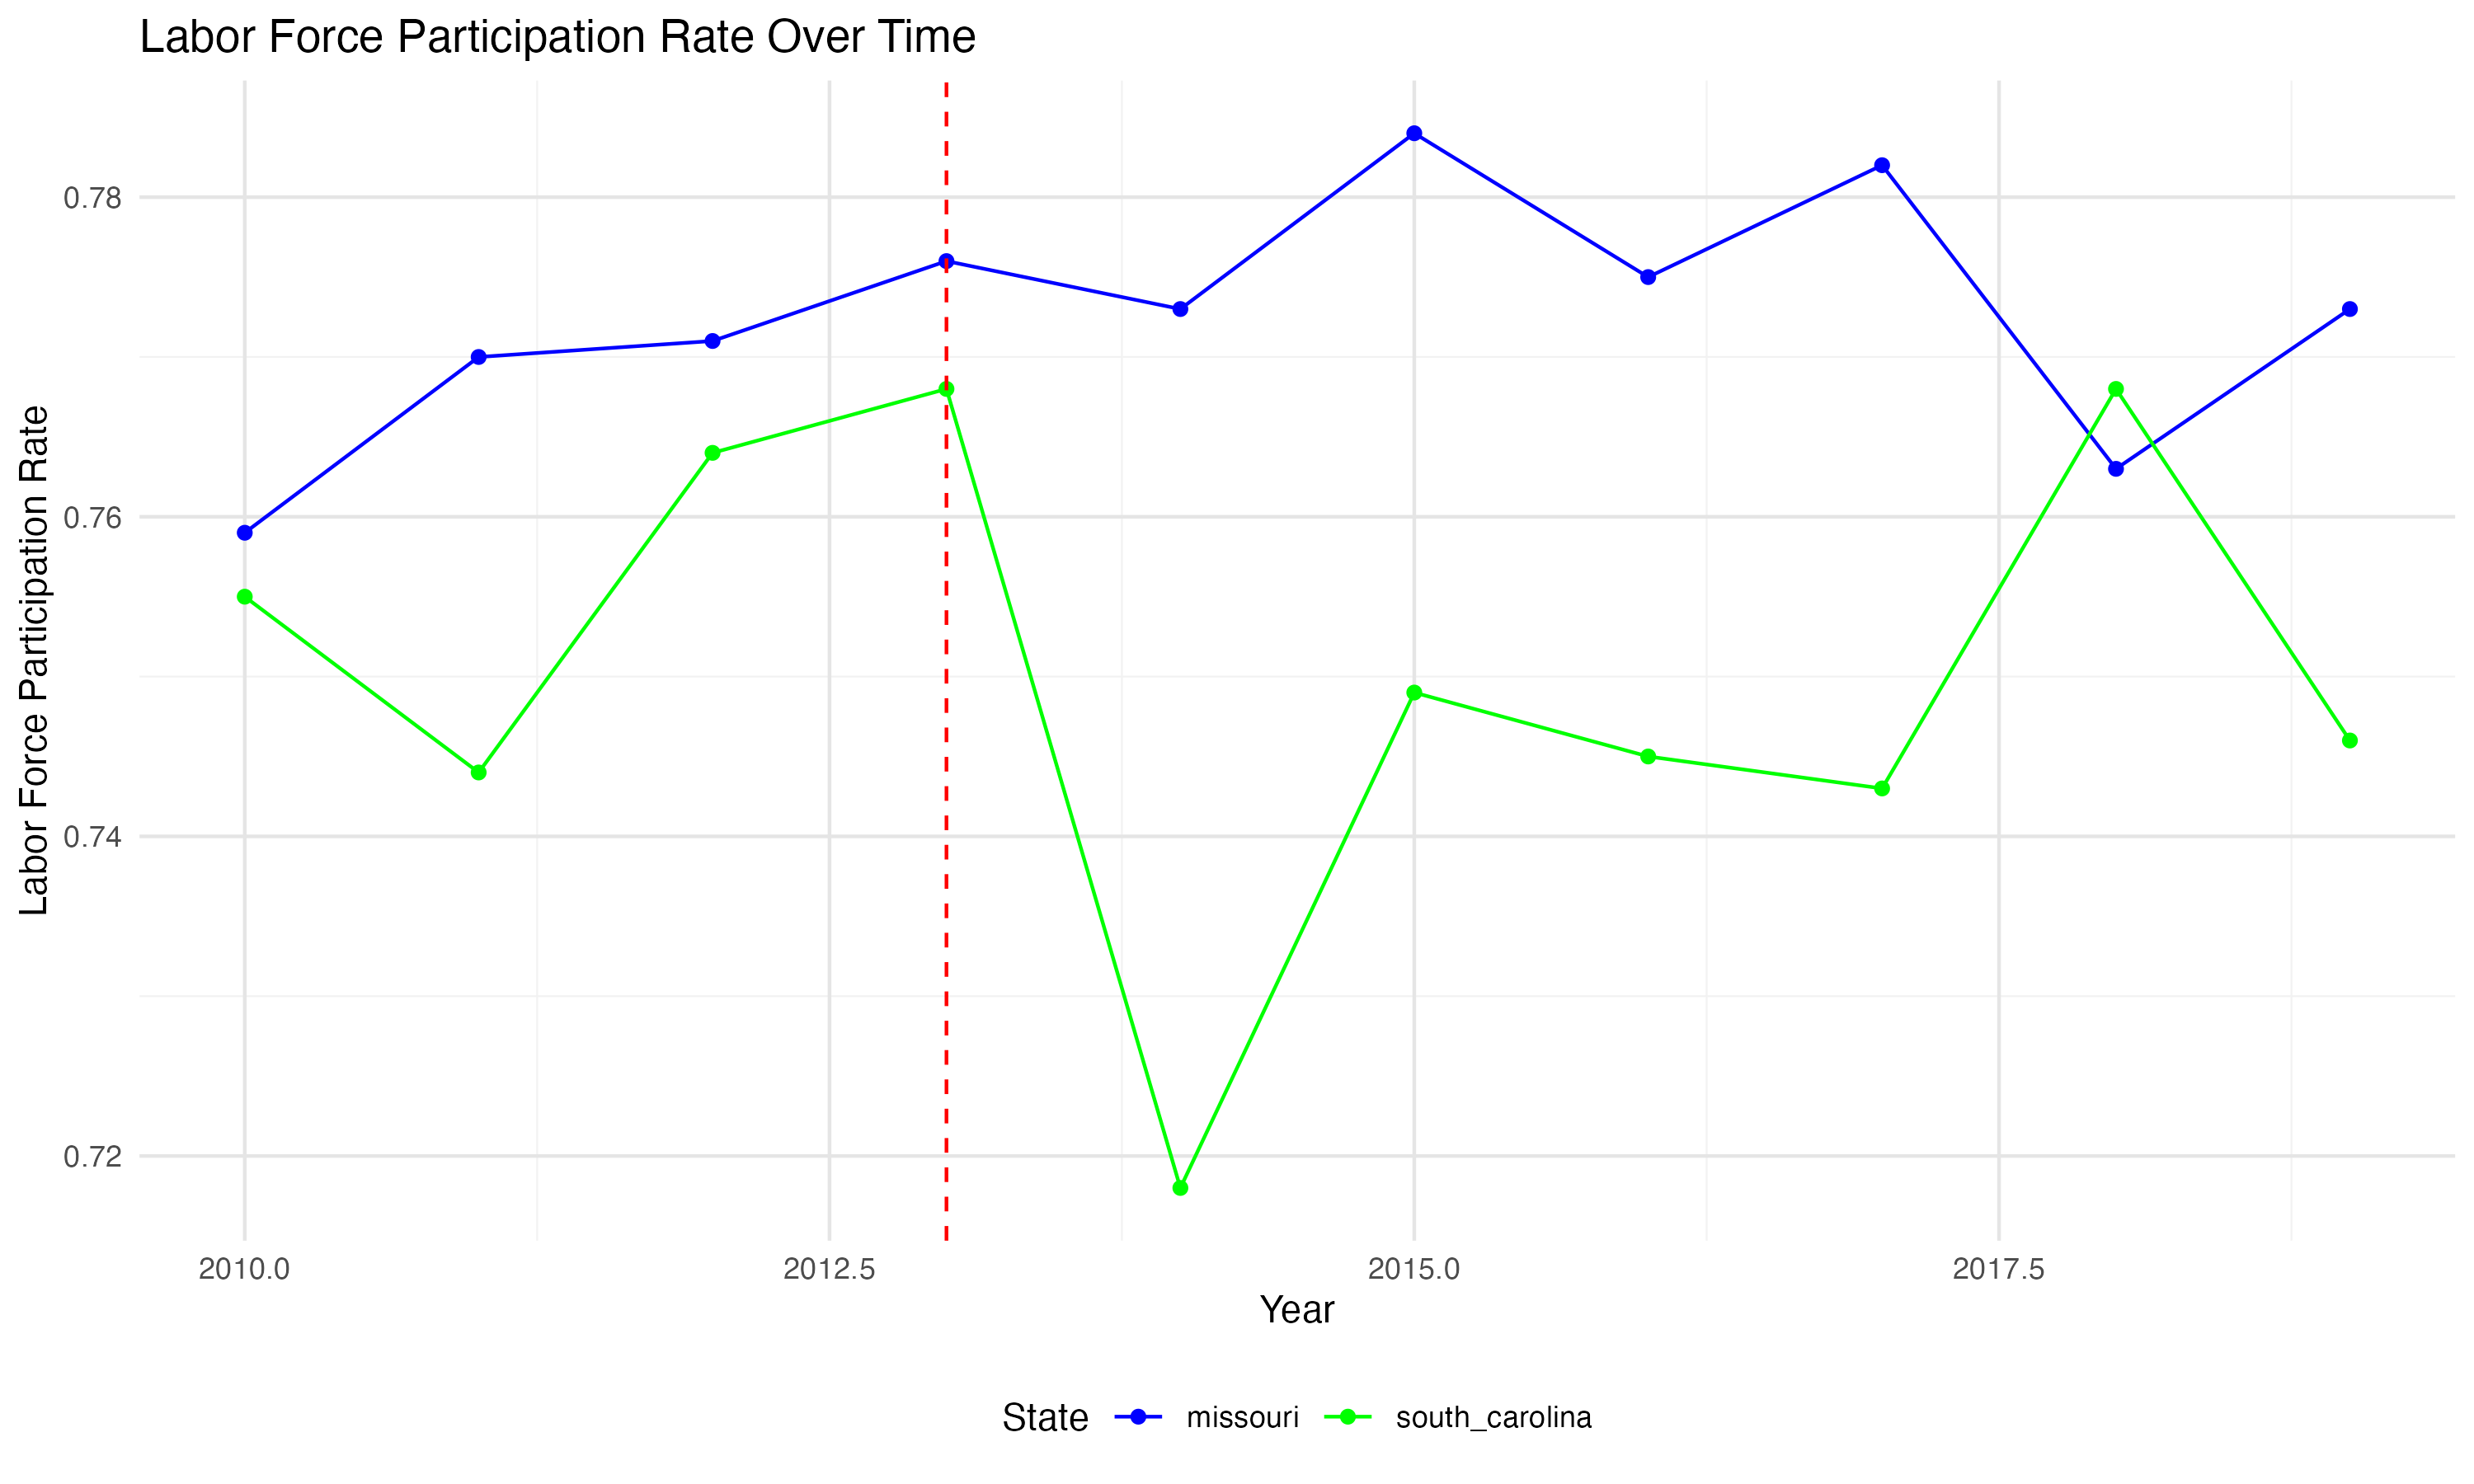 Labor Force Participation Rate Over Time
Labor Force Participation Rate
0.78
0.76
0.74
0.72
2010.0 2012.5 2015.0 2017.5
Year
State missouri south_carolina